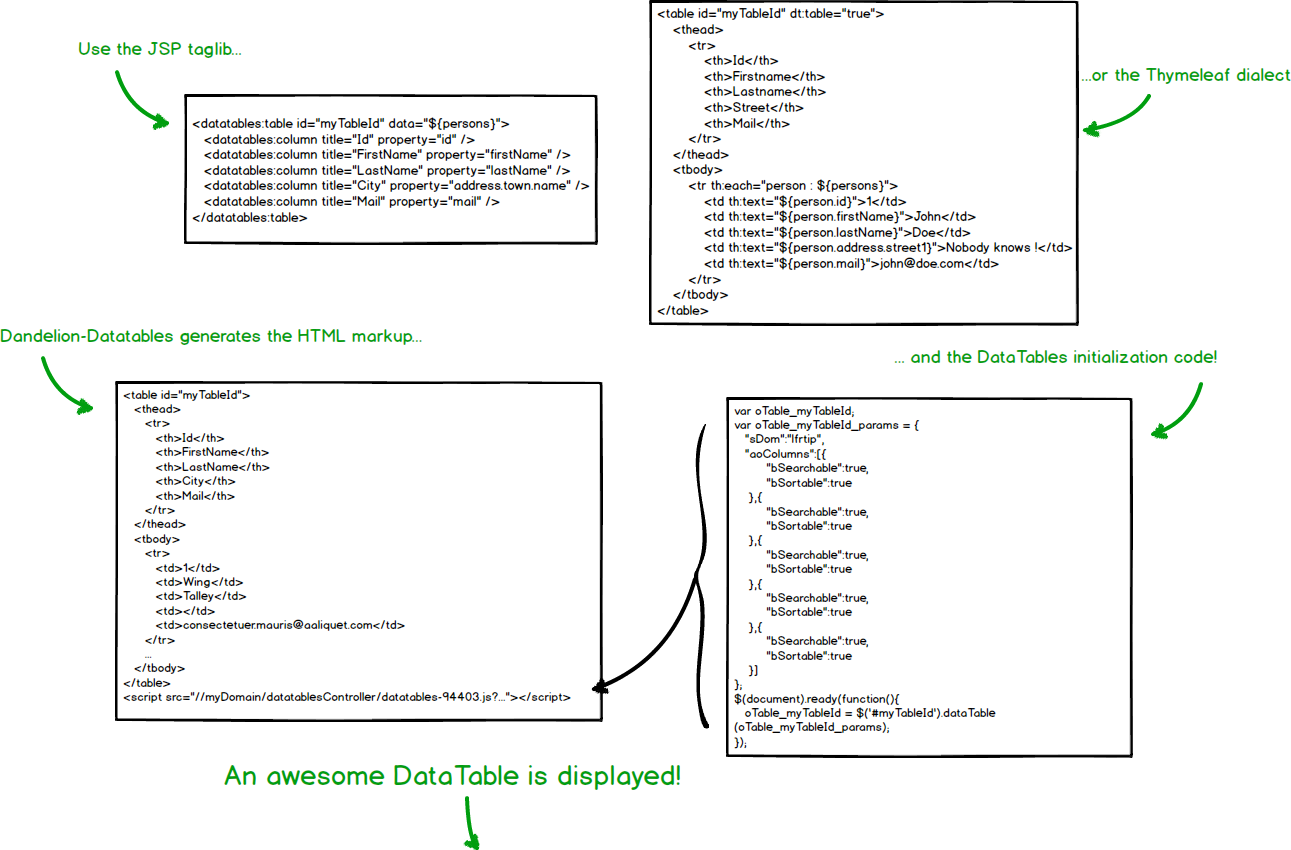 Use the JSP taglib...
<datatables:table id="myTableId" data="${persons}">
<datatables:column title="Id" property="id" />
<datatables:column title="FirstName" property="firstName" />
<datatables:column title="LastName" property="lastName" />
<datatables:column title="City" property="address.town.name" />
<datatables:column title="Mail" property="mail" />
</datatables:table>
...or the Thymeleaf dialect
<table id="myTableId" dt:table="true">
<thead>
<tr>
<th>Id</th>
<th>Firstname</th>
<th>Lastname</th>
<th>Street</th>
<th>Mail</th>
</tr>
</thead>
<tbody>
<tr th:each="person : ${persons}">
<td th:text="${person.id}">1</td>
<td th:text="${person.firstName}">John</td>
<td th:text="${person.lastName}">Doe</td>
<td th:text="${person.address.street1}">Nobody knows !</td>
<td th:text="${person.mail}">john@doe.com</td>
</tr>
</tbody>
</table>
Dandelion-Datatables generates the HTML markup...
<table id="myTableId">
<thead>
<tr>
<th>Id</th>
<th>FirstName</th>
<th>LastName</th>
<th>City</th>
<th>Mail</th>
</tr>
</thead>
<tbody>
<tr>
<td>1</td>
<td>Wing</td>
<td>Talley</td>
<td></td>
<td>consectetuer.mauris@aaliquet.com</td>
</tr>
...
</tbody>
</table>
<script src="//myDomain/datatablesController/datatables-94403.js?..."></script>
... and the DataTables initialization code!
var oTable_myTableId;
var oTable_myTableId_params = {
"sDom":"lfrtip",
"aoColumns":[{
"bSearchable":true,
"bSortable":true
},{
"bSearchable":true,
"bSortable":true
},{
"bSearchable":true,
"bSortable":true
},{
"bSearchable":true,
"bSortable":true
},{
"bSearchable":true,
"bSortable":true
}]
};
$(document).ready(function(){
oTable_myTableId = $('#myTableId').dataTable
(oTable_myTableId_params);
});
An awesome DataTable is displayed!